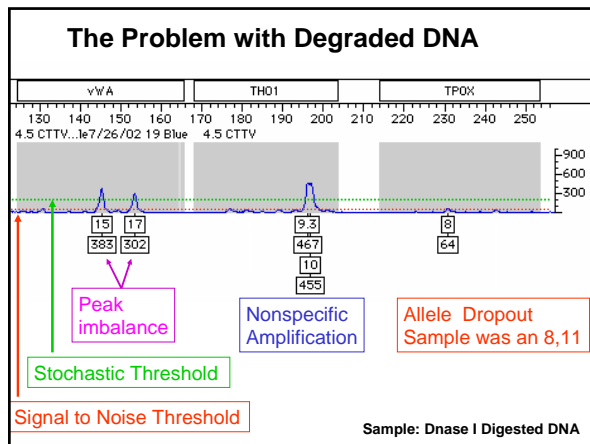 The Problem with Degraded DNA
vWA THO1 TPOX
130 140 150 160 170 180 190 200 210 220 230 240 250
4.5 CTTV...le7/26/02 19 Blue 4.5 CTTV
900
600
300
15 17 9.3 8
383 302 467 64
10
455
Peak
imbalance
Nonspecific
Amplification
Allele Dropout
Sample was an 8,11
Stochastic Threshold
Signal to Noise Threshold
Sample: Dnase I Digested DNA